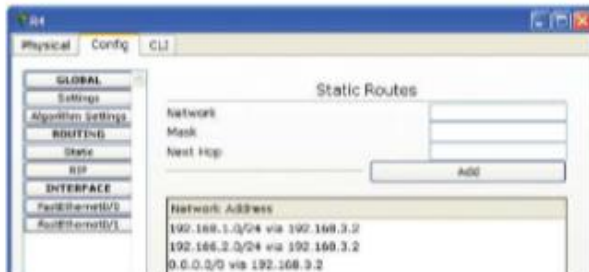 R4
Physical Config CLI
GLOBAL
Settings
Algorithm Settings
ROUTING
Static
RIP
INTERFACE
FastEthernet0/0
FastEthernet0/1
Static Routes
Network
Mask
Next Hop
Add
Network Address
192.168.1.0/24 via 192.168.3.2
192.168.2.0/24 via 192.168.3.2
0.0.0.0/0 via 192.168.3.2